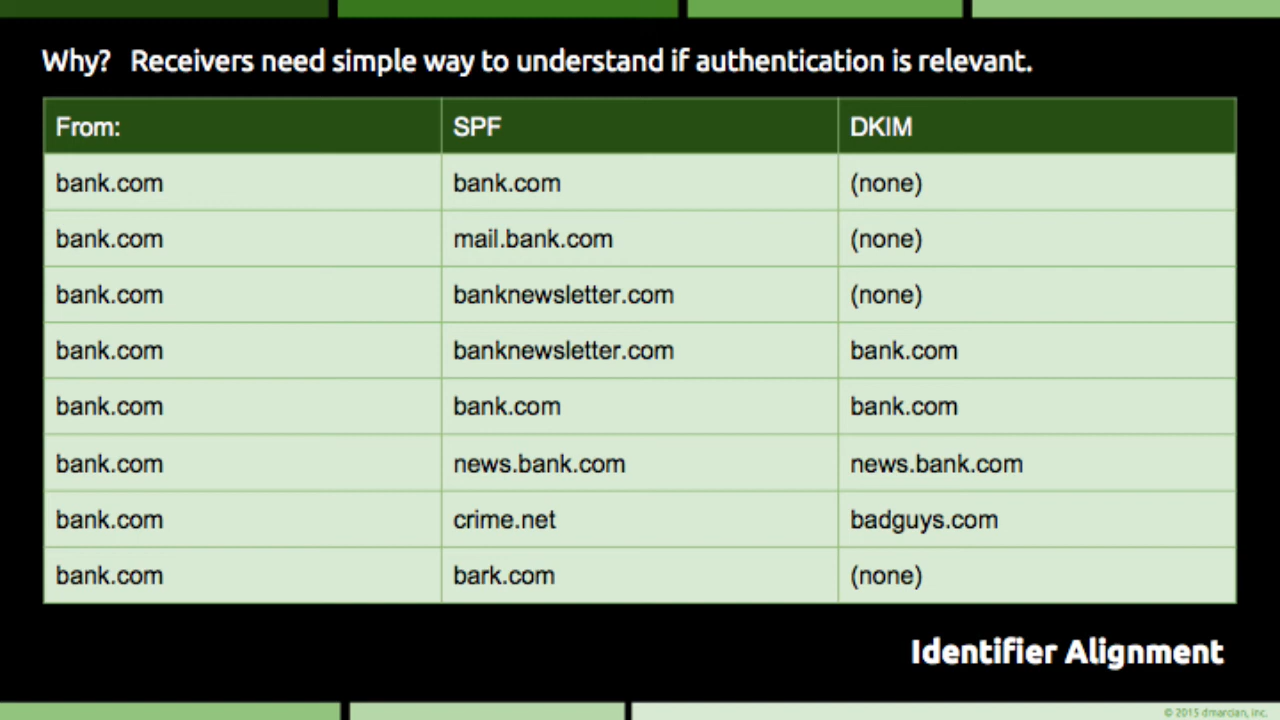 Why? Receivers need simple way to understand if authentication is relevant.
From: SPF DKIM
bank.com bank.com (none)
bank.com mail.bank.com (none)
bank.com banknewsletter.com (none)
bank.com banknewsletter.com bank.com
bank.com bank.com bank.com
bank.com news.bank.com news.bank.com
bank.com crime.net badguys.com
bank.com bark.com (none)
Identifier Alignment
© 2015 dmarcian, inc.